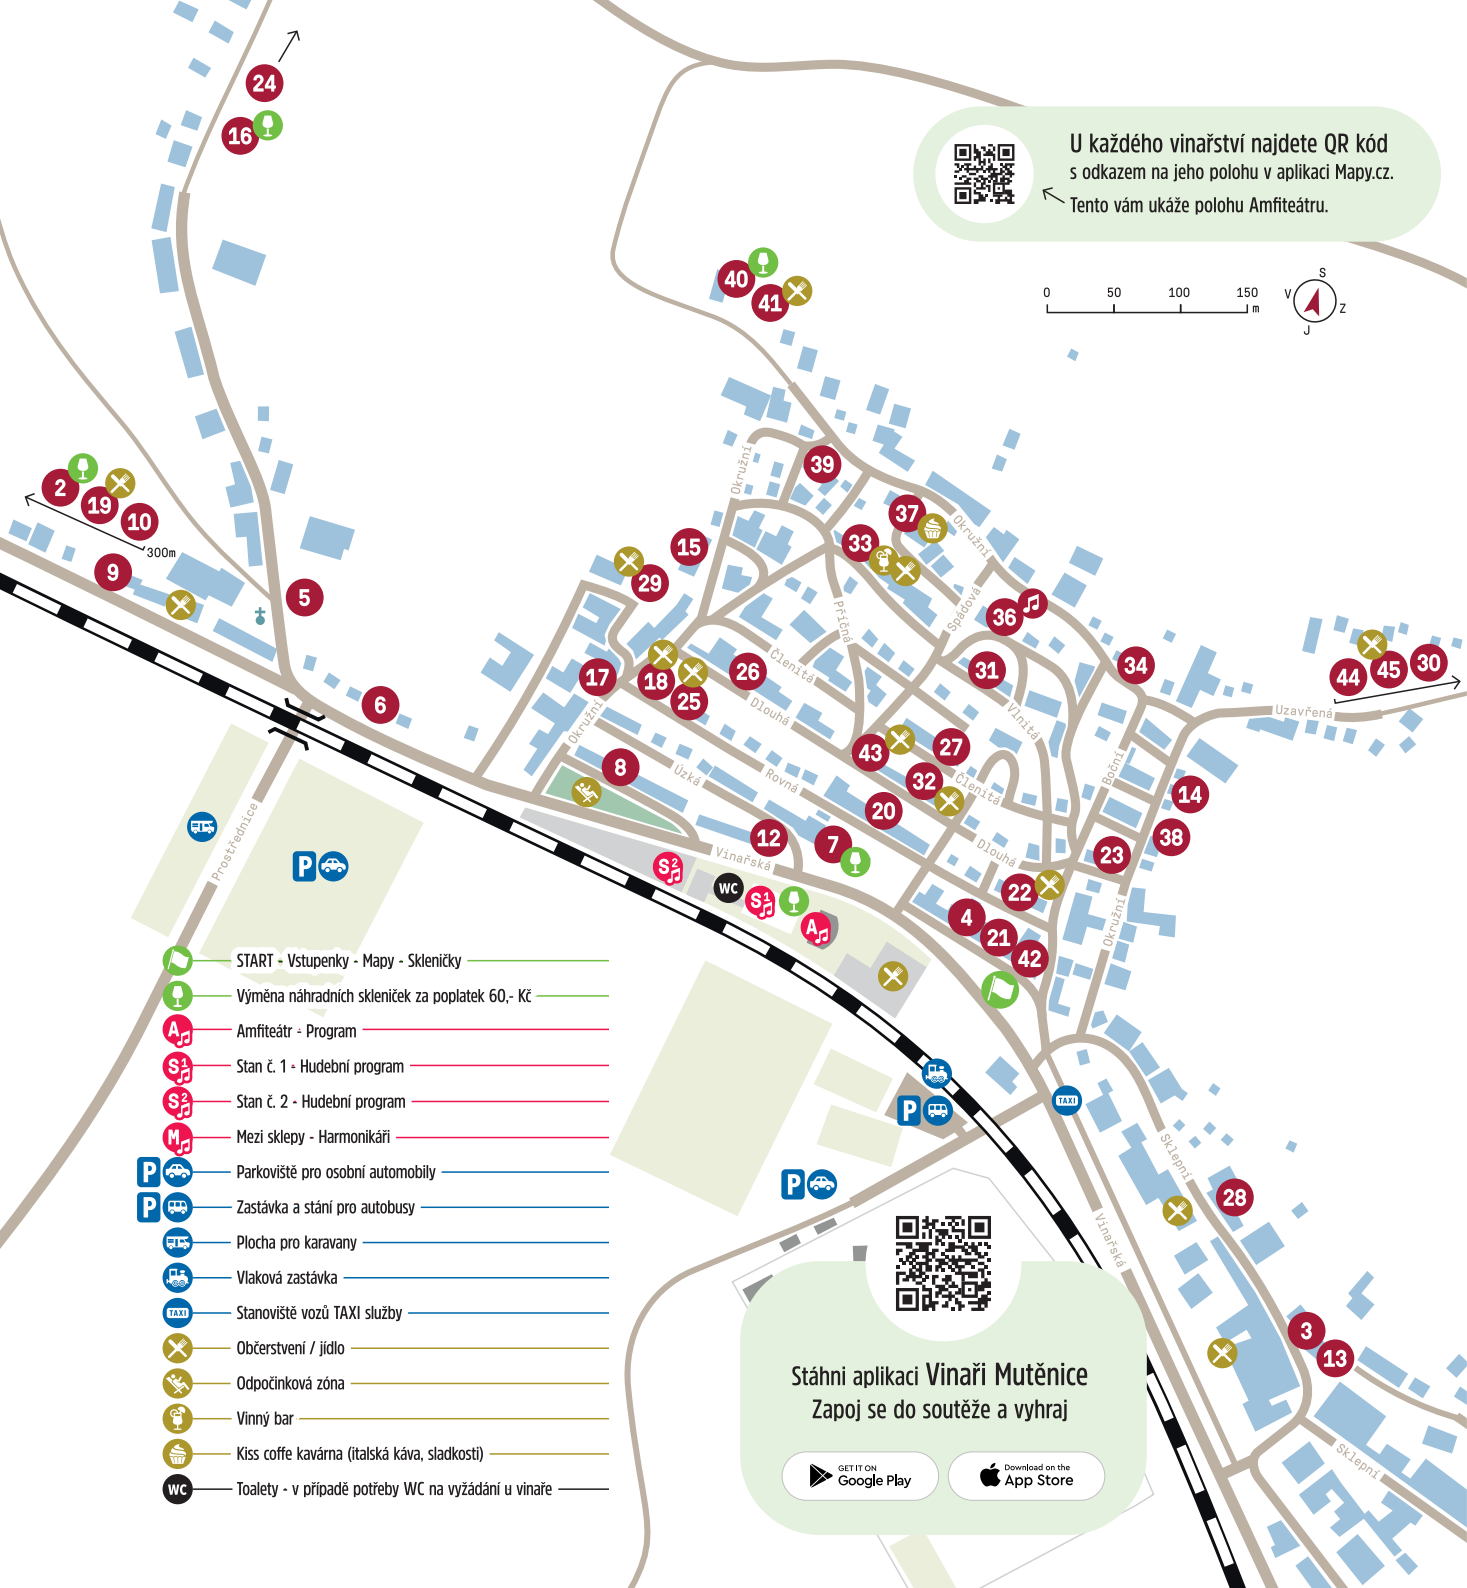 24
16
U každého vinařství najdete QR kód
s odkazem na jeho polohu v aplikaci Mapy.cz.
Tento vám ukáže polohu Amfiteátru.
0 50 100 150
m
S
V
Z
J
40
41
Okružní
39
2
19
10
300m
9
5
37
33
Okružní
15
29
Příčná
Spádová
36
34
44
45
30
Uzavřená
17
18
25
26
Členitá
31
6
Okružní
Dlouhá
Vlnitá
43
27
8
Úzká
Rovná
32
Členitá
Boční
14
20
38
12
7
Vinařská
Dlouhá
23
Prostřednice
P
S2
WC
S1
A
22
4
21
42
Okružní
START - Vstupenky - Mapy - Skleničky
Výměna náhradních skleniček za poplatek 60,- Kč
A Amfiteátr - Program
S1 Stan č. 1 - Hudební program
S2 Stan č. 2 - Hudební program
M Mezi sklepy - Harmonikáři
P Parkoviště pro osobní automobily
P Zastávka a stání pro autobusy
Plocha pro karavany
Vlaková zastávka
TAXI Stanoviště vozů TAXI služby
Občerstvení / jídlo
Odpočinková zóna
Vinný bar
Kiss coffe kavárna (italská káva, sladkosti)
WC Toalety - v případě potřeby WC na vyžádání u vinaře
P
TAXI
P
Sklepní
28
Vinařská
3
13
Sklepní
Stáhni aplikaci Vinaři Mutěnice
Zapoj se do soutěže a vyhraj
GET IT ON
Google Play
Download on the
App Store